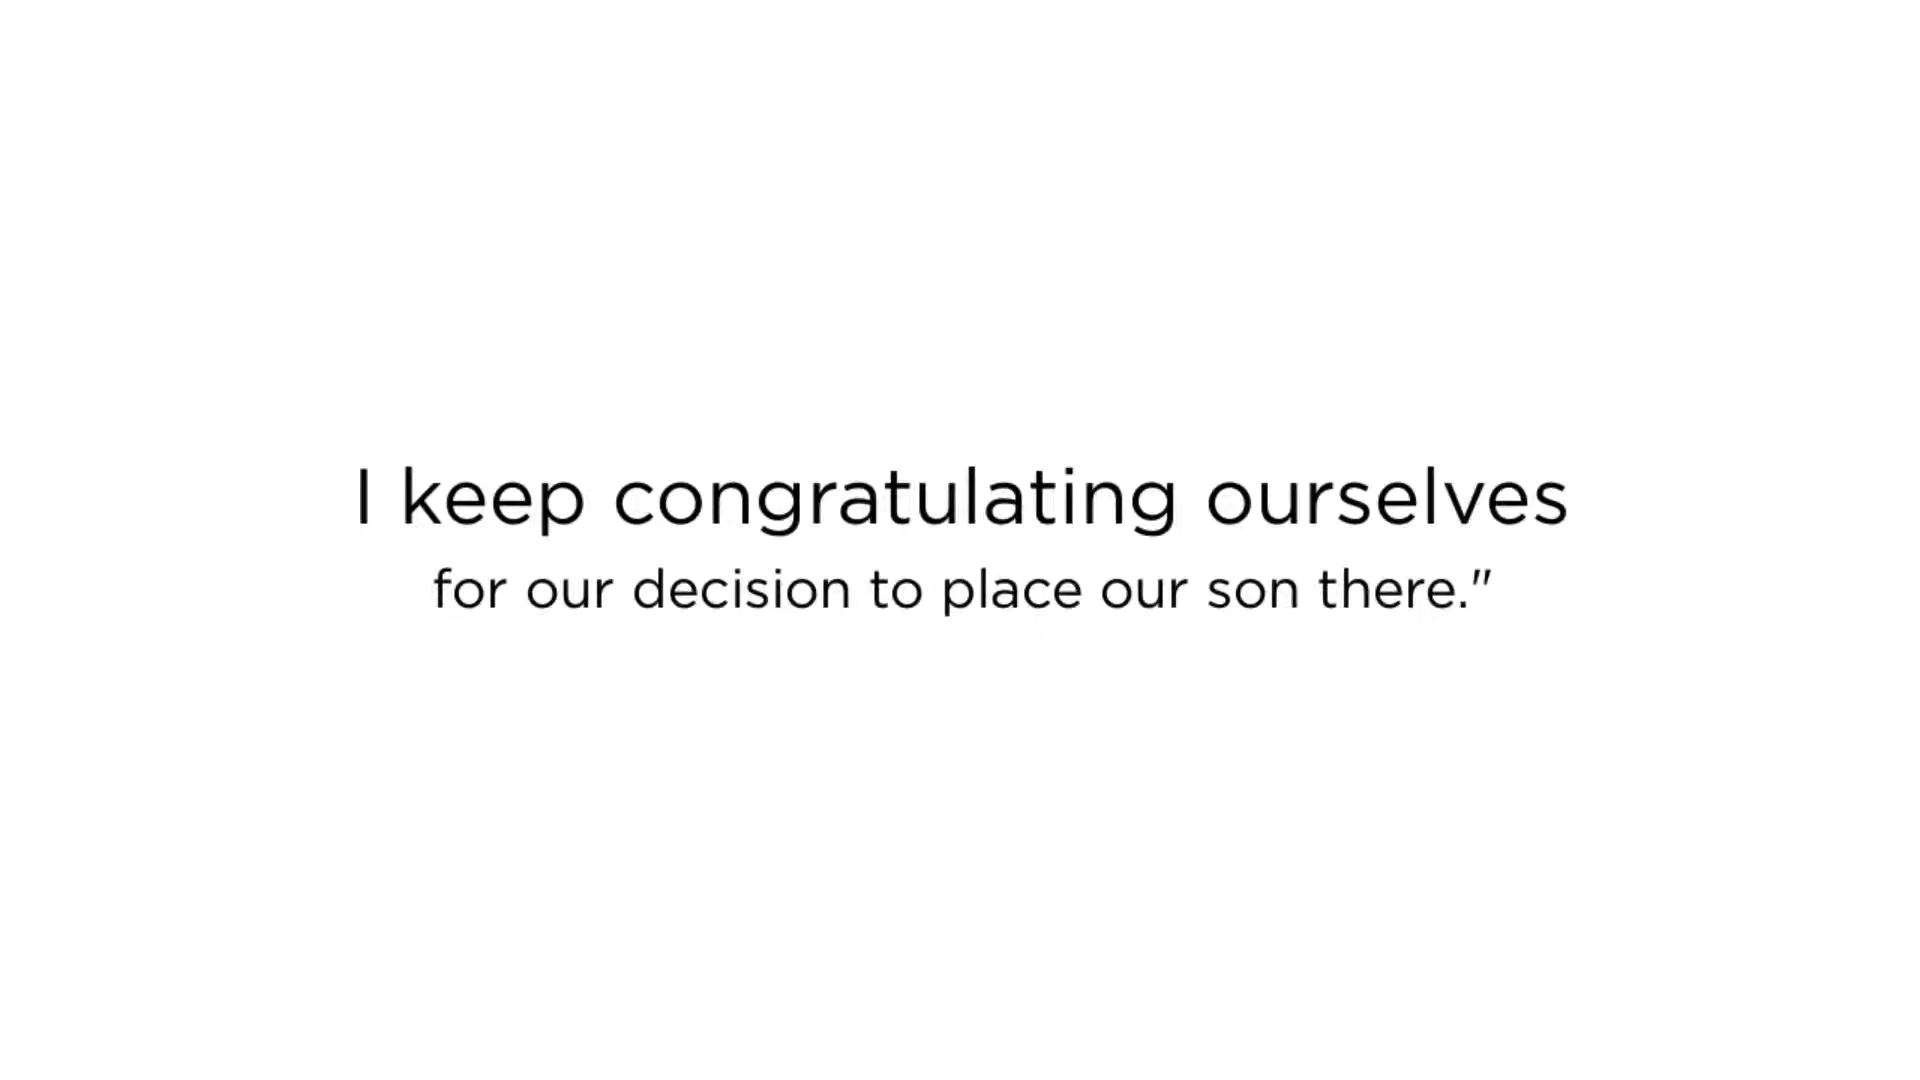 I keep congratulating ourselves
for our decision to place our son there."